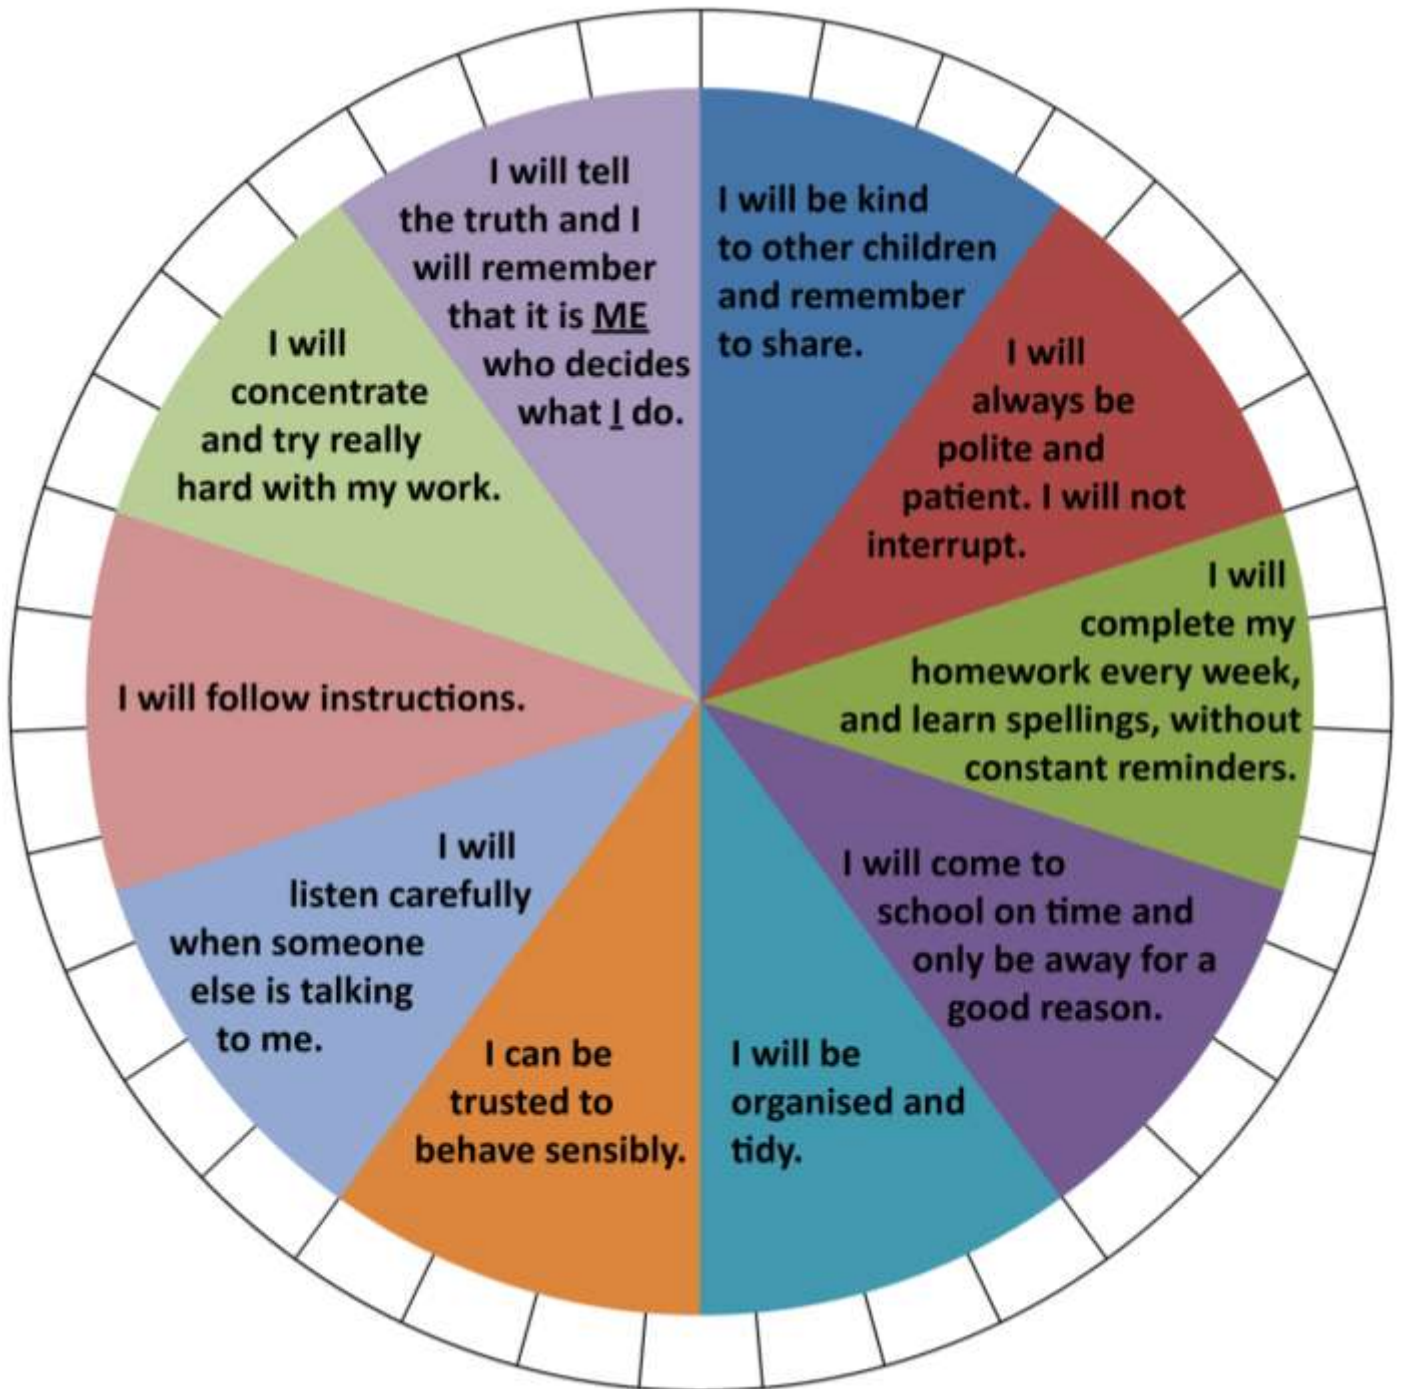 I will tell
the truth and I
will remember
that it is ME
who decides
what I do.
I will be kind
to other children
and remember
to share.
I will
always be
polite and
patient. I will not
interrupt.
I will
complete my
homework every week,
and learn spellings, without
constant reminders.
I will come to
school on time and
only be away for a
good reason.
I will be
organised and
tidy.
I can be
trusted to
behave sensibly.
I will
listen carefully
when someone
else is talking
to me.
I will follow instructions.
I will
concentrate
and try really
hard with my work.